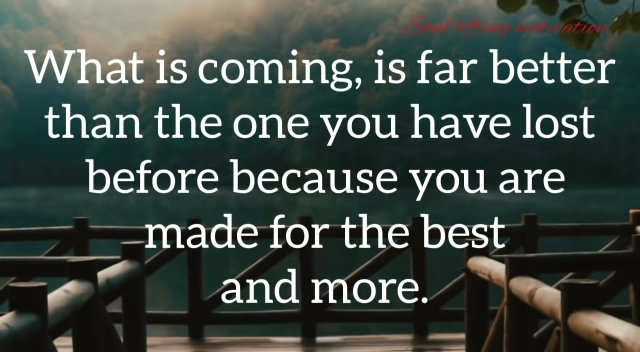 What is coming, is far better
than the one you have lost
before because you are
made for the best
and more.